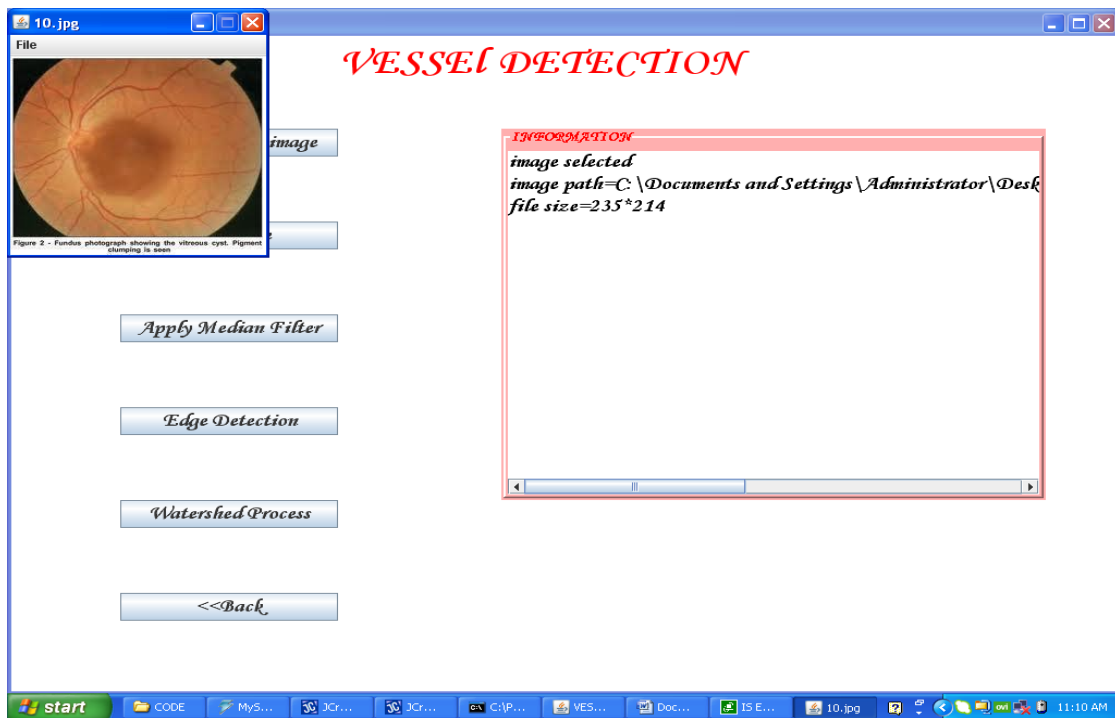 10.jpg
File
Figure 2 - Fundus photograph showing the vitreous cyst. Pigment
clumping is seen
VESSEl DETECTION
image
INFORMATION
image selected
image path=C:\Documents and Settings\Administrator\Desk
file size=235*214
Apply Median Filter
Edge Detection
Watershed Process
<<Back
start
CODE
MyS...
JCr...
JCr...
C:\P...
VES...
Doc...
IS E...
10.jpg
11:10 AM